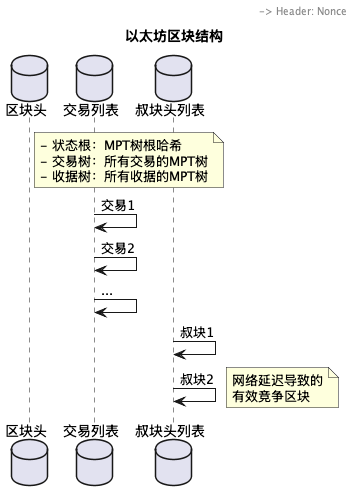 -> Header: Nonce
以太坊区块结构
区块头 交易列表 叔块头列表
- 状态根：MPT树根哈希
- 交易树：所有交易的MPT树
- 收据树：所有收据的MPT树
交易1
交易2
...
叔块1
叔块2
网络延迟导致的
有效竞争区块
区块头 交易列表 叔块头列表